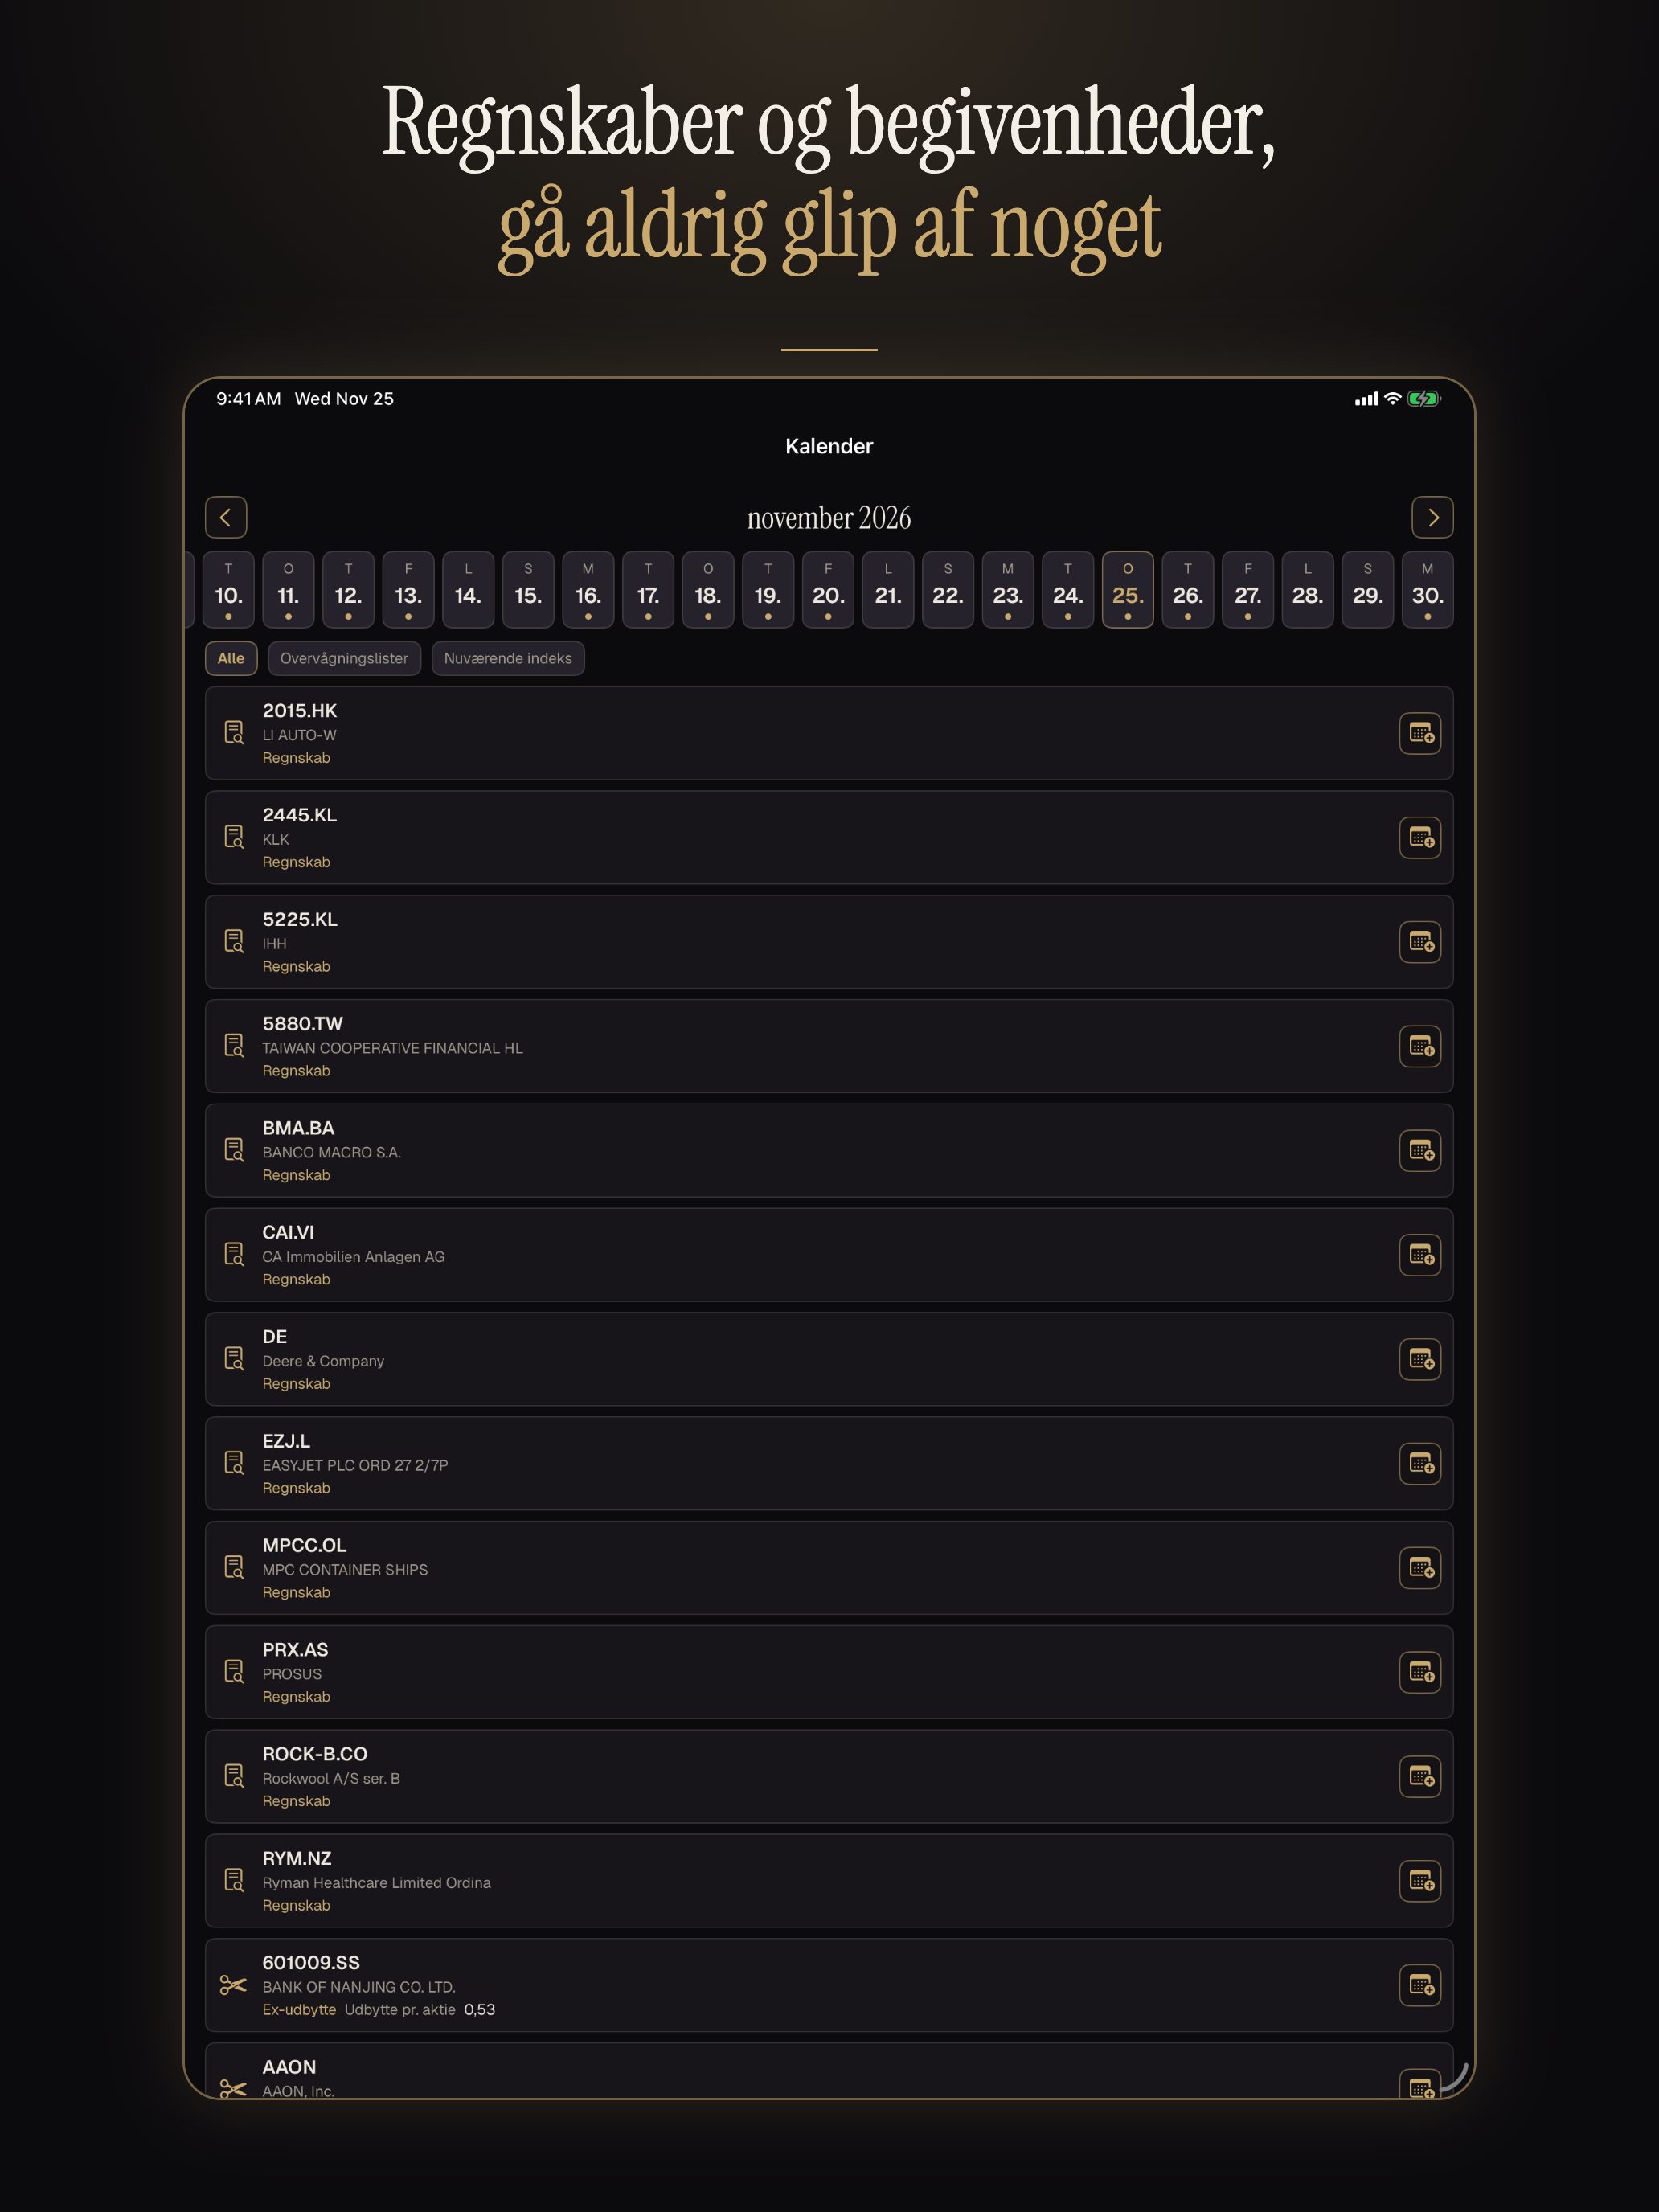 Regnskaber og begivenheder,
gå aldrig glip af noget
9:41 AM Wed Nov 25
Kalender
november 2026
T O T F L S M T O T F L S M T O T F L S M
10. 11. 12. 13. 14. 15. 16. 17. 18. 19. 20. 21. 22. 23. 24. 25. 26. 27. 28. 29. 30.
Alle Overvågningslister Nuværende indeks
2015.HK
LI AUTO-W
Regnskab
2445.KL
KLK
Regnskab
5225.KL
IHH
Regnskab
5880.TW
TAIWAN COOPERATIVE FINANCIAL HL
Regnskab
BMA.BA
BANCO MACRO S.A.
Regnskab
CAI.VI
CA Immobilien Anlagen AG
Regnskab
DE
Deere & Company
Regnskab
EZJ.L
EASYJET PLC ORD 27 2/7P
Regnskab
MPCC.OL
MPC CONTAINER SHIPS
Regnskab
PRX.AS
PROSUS
Regnskab
ROCK-B.CO
Rockwool A/S ser. B
Regnskab
RYM.NZ
Ryman Healthcare Limited Ordina
Regnskab
601009.SS
BANK OF NANJING CO. LTD.
Ex-udbytte Udbytte pr. aktie 0,53
AAON
AAON, Inc.